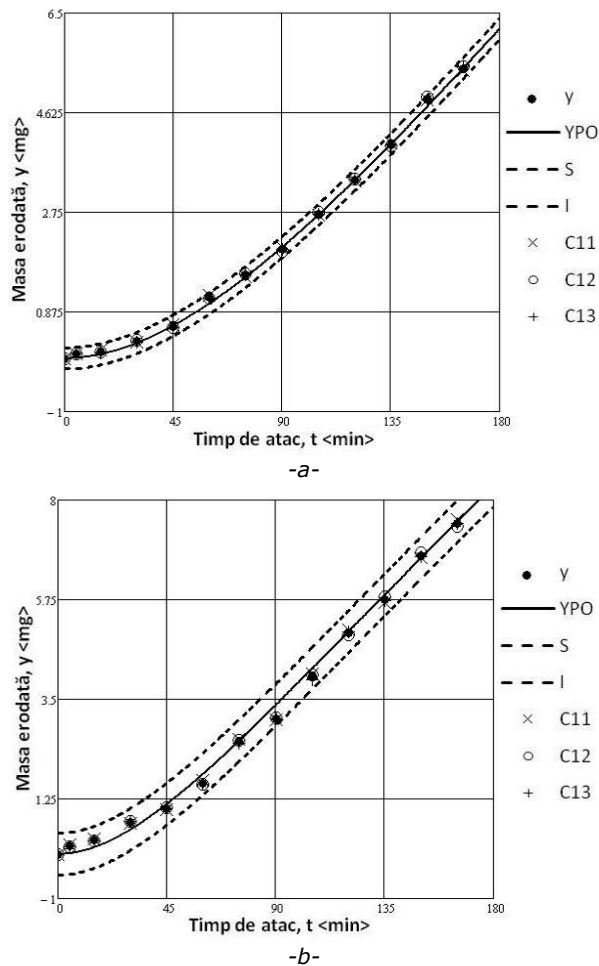 6.5
4.625
2.75
0.875
− 1
Masa erodată, y <mg>
0
45
90
135
180
Timp de atac, t <min>
y
YPO
S
I
C11
C12
C13
-a-
8
5.75
3.5
1.25
− 1
Masa erodată, y <mg>
0
45
90
135
180
Timp de atac, t <min>
y
YPO
S
I
C11
C12
C13
-b-